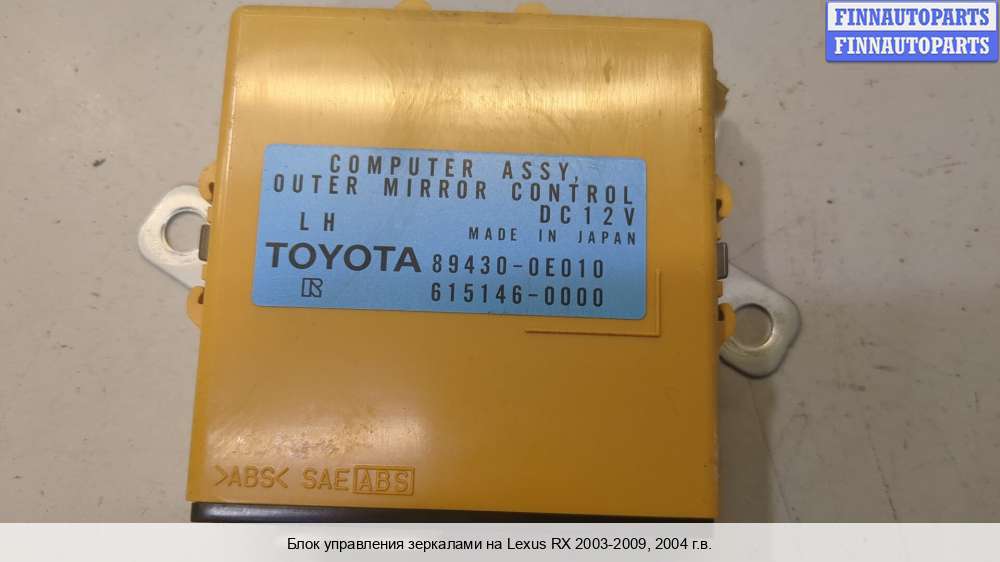 FINNAUTOPARTS
FINNAUTOPARTS
COMPUTER ASSY,
OUTER MIRROR CONTROL
LH DC12V
MADE IN JAPAN
TOYOTA 89430-0E010
R 615146-0000
>ABS< SAE ABS
Блок управления зеркалами на Lexus RX 2003-2009, 2004 г.в.